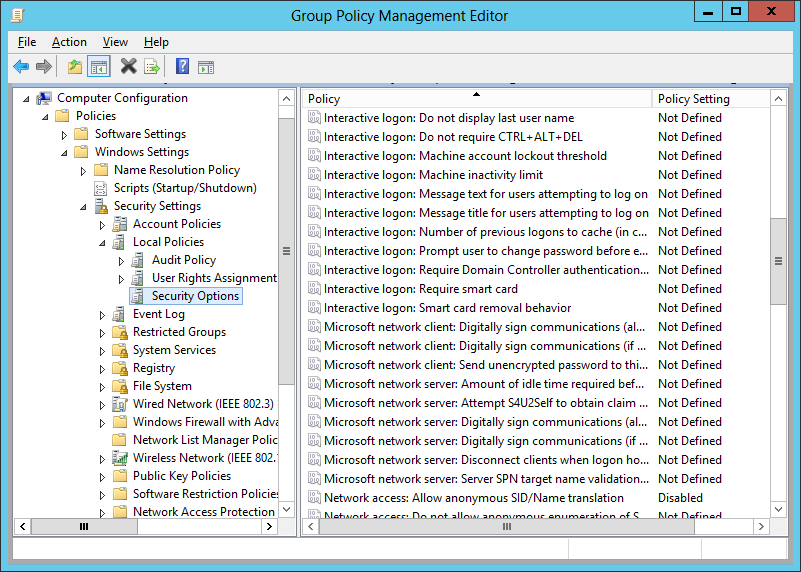 Group Policy Management Editor
File Action View Help
Computer Configuration
Policies
Software Settings
Windows Settings
Name Resolution Policy
Scripts (Startup/Shutdown)
Security Settings
Account Policies
Local Policies
Audit Policy
User Rights Assignment
Security Options
Event Log
Restricted Groups
System Services
Registry
File System
Wired Network (IEEE 802.3)
Windows Firewall with Adva
Network List Manager Polic
Wireless Network (IEEE 802.
Public Key Policies
Software Restriction Policies
Network Access Protection
Policy Policy Setting
Interactive logon: Do not display last user name Not Defined
Interactive logon: Do not require CTRL+ALT+DEL Not Defined
Interactive logon: Machine account lockout threshold Not Defined
Interactive logon: Machine inactivity limit Not Defined
Interactive logon: Message text for users attempting to log on Not Defined
Interactive logon: Message title for users attempting to log on Not Defined
Interactive logon: Number of previous logons to cache (in c... Not Defined
Interactive logon: Prompt user to change password before e... Not Defined
Interactive logon: Require Domain Controller authentication... Not Defined
Interactive logon: Require smart card Not Defined
Interactive logon: Smart card removal behavior Not Defined
Microsoft network client: Digitally sign communications (al... Not Defined
Microsoft network client: Digitally sign communications (if ... Not Defined
Microsoft network client: Send unencrypted password to thi... Not Defined
Microsoft network server: Amount of idle time required bef... Not Defined
Microsoft network server: Attempt S4U2Self to obtain claim ... Not Defined
Microsoft network server: Digitally sign communications (al... Not Defined
Microsoft network server: Digitally sign communications (if ... Not Defined
Microsoft network server: Disconnect clients when logon ho... Not Defined
Microsoft network server: Server SPN target name validation... Not Defined
Network access: Allow anonymous SID/Name translation Disabled
Network access: Do not allow anonymous enumeration of S... Not Defined